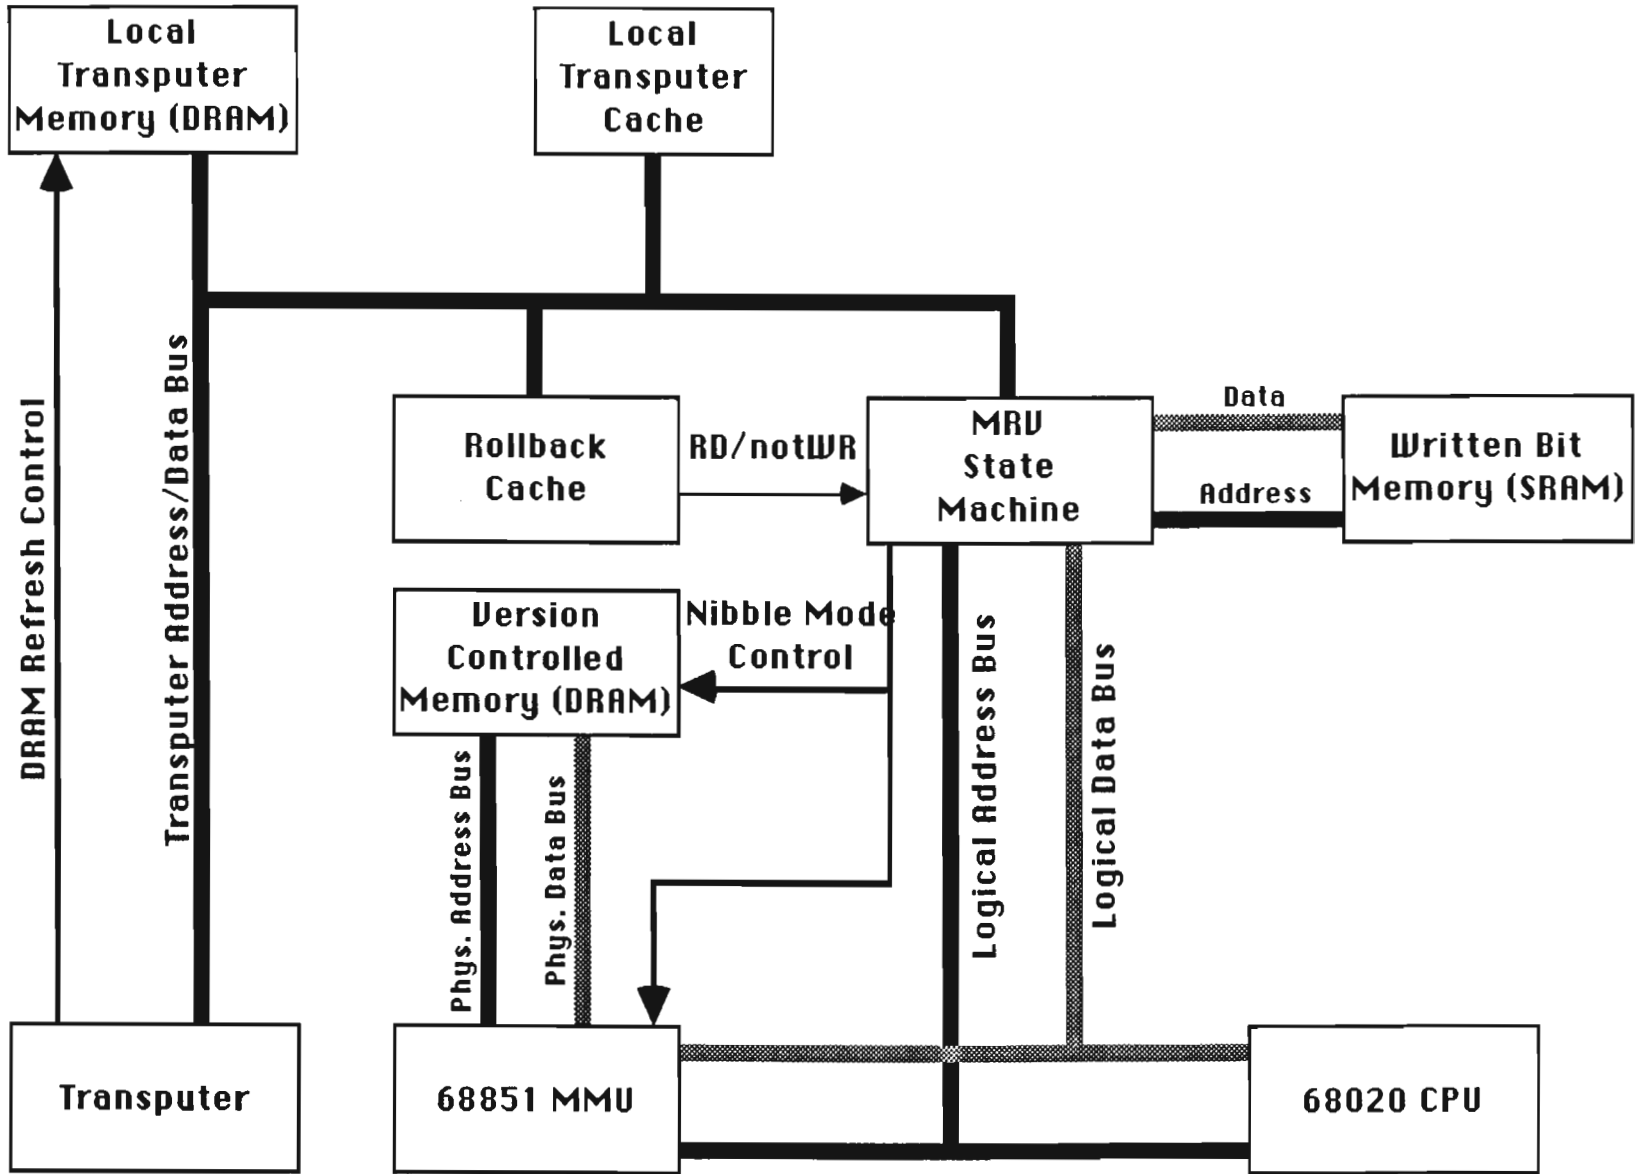 Local
Transputer
Memory (DRAM)
Local
Transputer
Cache
DRAM Refresh Control
Transputer Address/Data Bus
Rollback
Cache
RD/notWR
MRV
State
Machine
Data
Address
Written Bit
Memory (SRAM)
Version
Controlled
Memory (DRAM)
Nibble Mode
Control
Logical Address Bus
Logical Data Bus
Phys. Address Bus
Phys. Data Bus
Transputer
68851 MMU
68020 CPU